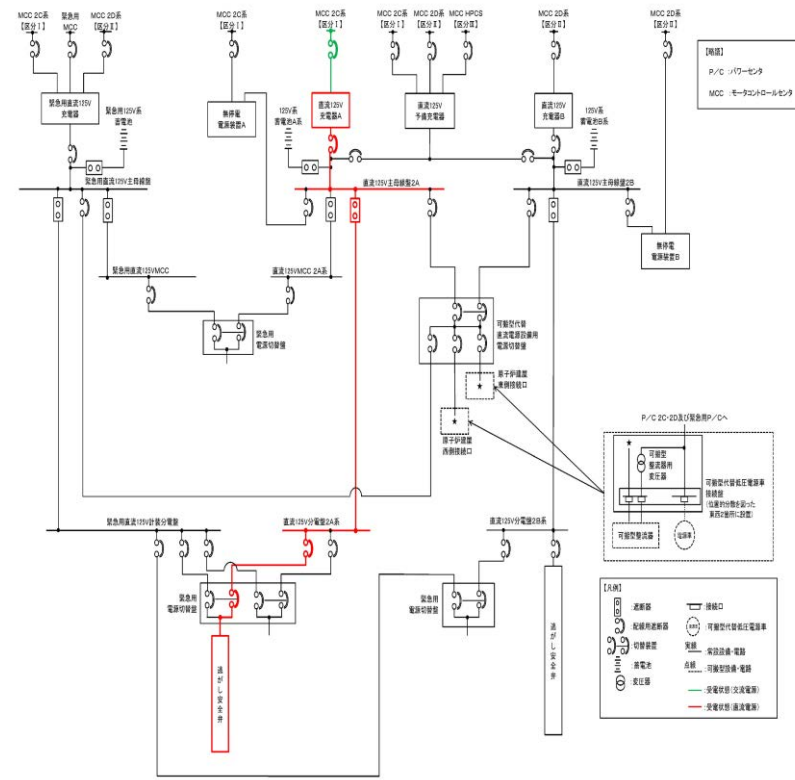 MCC 2C系
【区分Ⅰ】
緊急用
MCC
MCC 2D系
【区分Ⅱ】
MCC 2C系
【区分Ⅰ】
MCC 2C系
【区分Ⅰ】
MCC 2C系
【区分Ⅰ】
MCC 2D系
【区分Ⅱ】
MCC HPCS
【区分Ⅲ】
MCC 2D系
【区分Ⅱ】
MCC 2D系
【区分Ⅱ】
【略語】
P/C :パワーセンタ
MCC :モータコントロールセンタ
緊急用直流125V
充電器
緊急用125V系
蓄電池
無停電
電源装置A
直流125V
充電器A
125V系
蓄電池A系
直流125V
予備充電器
直流125V
充電器B
125V系
蓄電池B系
緊急用直流125V主母線盤
直流125V主母線盤2A
直流125V主母線盤2B
無停電
電源装置B
緊急用直流125VMCC
直流125VMCC 2A系
緊急用
電源切替盤
可搬型代替
直流電源設備用
電源切替盤
原子炉建屋
東側接続口
原子炉建屋
西側接続口
P/C 2C・2D及び緊急用P/Cへ
可搬型
整流器用
変圧器
可搬型代替低圧電源車
接続盤
(位置的分散を図った
東西2箇所に設置)
可搬型整流器
電源車
緊急用直流125V計装分電盤
直流125V分電盤2A系
直流125V分電盤2B系
緊急用
電源切替盤
緊急用
電源切替盤
逃がし安全弁
逃がし安全弁
【凡例】
:遮断器
:配線用遮断器
:切替装置
:蓄電池
:変圧器
:接続口
:可搬型代替低圧電源車
実線
:常設設備・電路
点線
:可搬型設備・電路
:受電状態(交流電源)
:受電状態(直流電源)